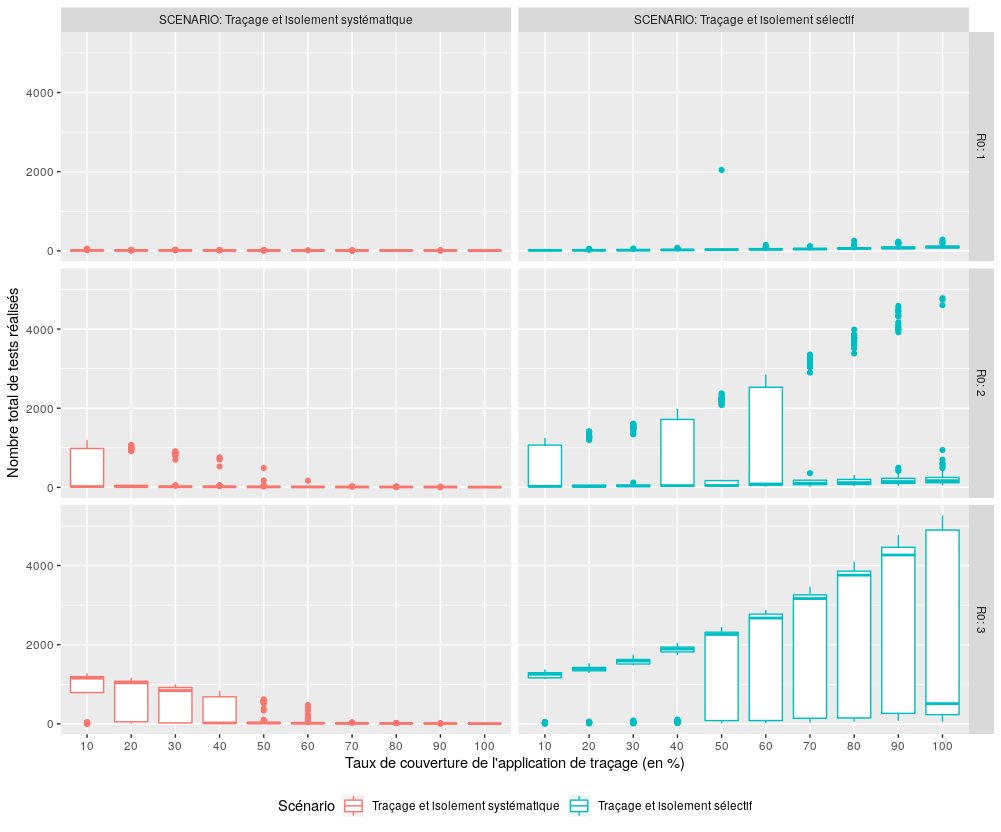 SCENARIO: Traçage et isolement systématique
SCENARIO: Traçage et isolement sélectif
4000
2000
0
R0: 1
Nombre total de tests réalisés
4000
2000
0
R0: 2
4000
2000
0
R0: 3
10 20 30 40 50 60 70 80 90 100
10 20 30 40 50 60 70 80 90 100
Taux de couverture de l'application de traçage (en %)
Scénario
Traçage et isolement systématique
Traçage et isolement sélectif